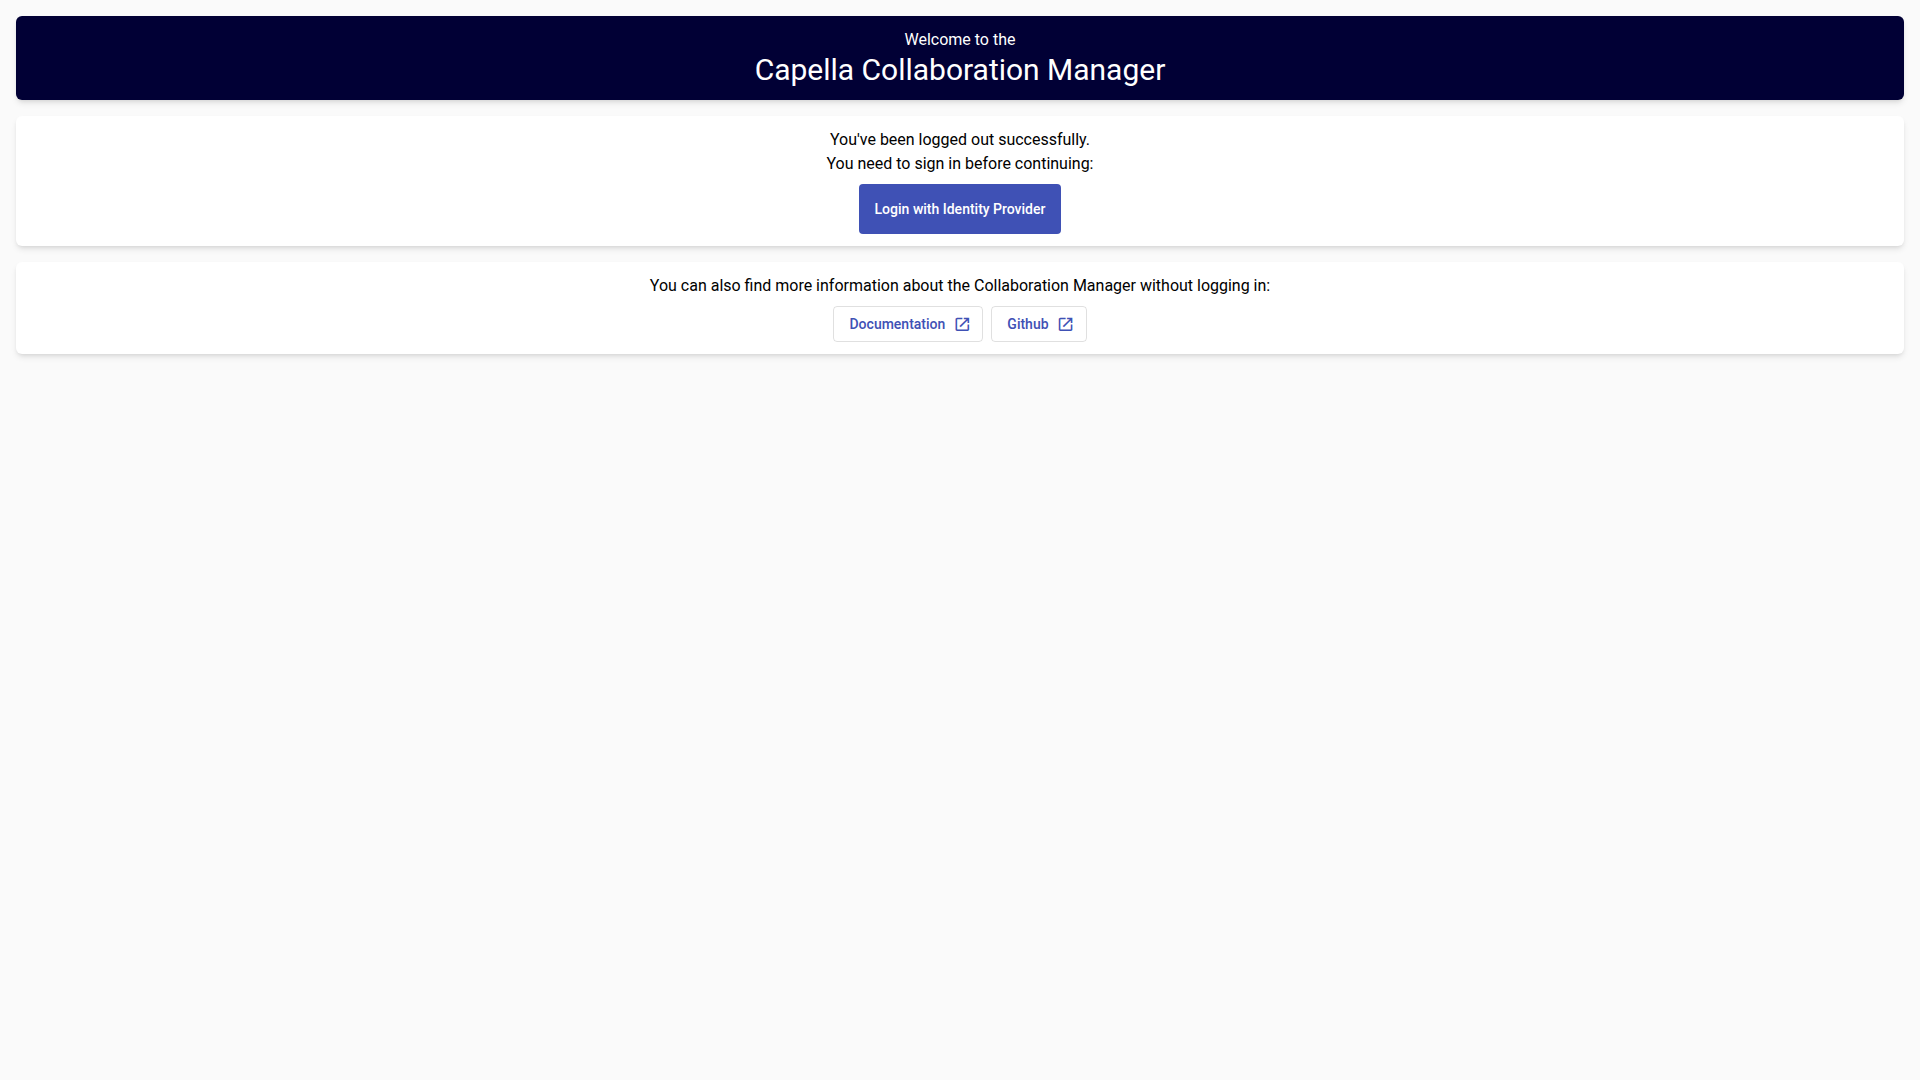 Welcome to the
Capella Collaboration Manager
You've been logged out successfully.
You need to sign in before continuing:
Login with Identity Provider
You can also find more information about the Collaboration Manager without logging in:
Documentation
Github